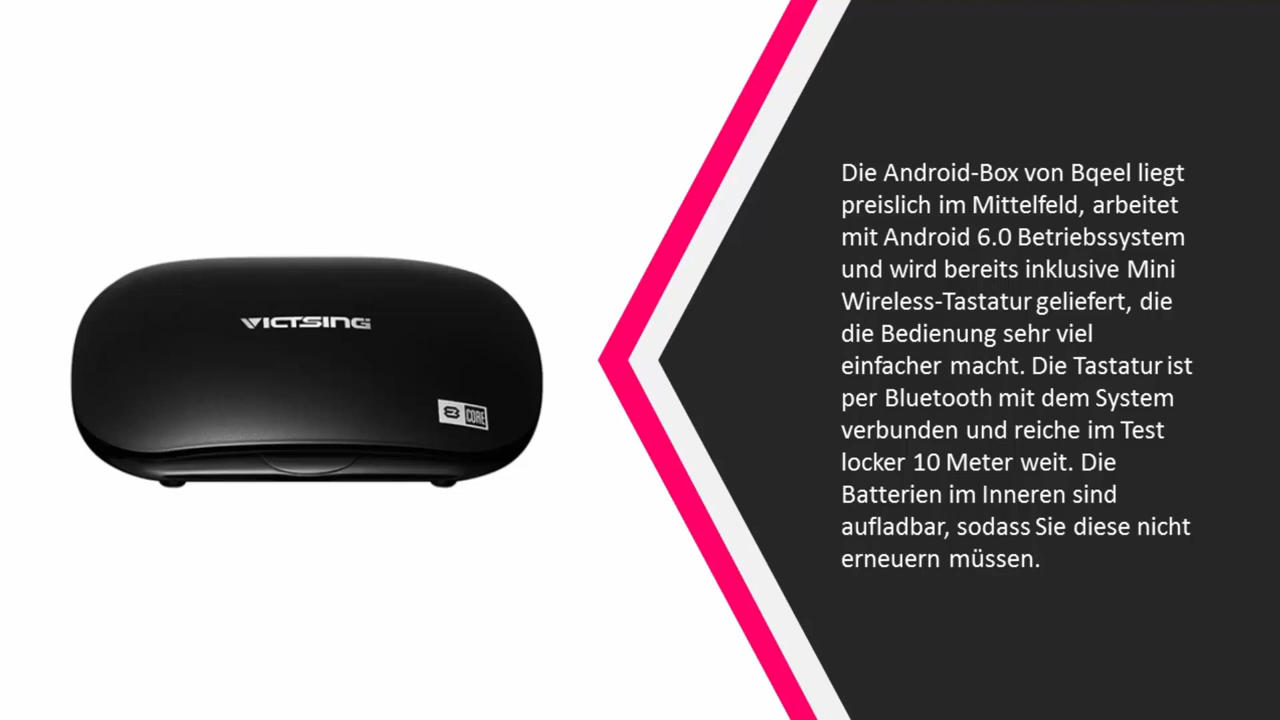 VICTSING
8 CORE
Die Android-Box von Bqeel liegt
preislich im Mittelfeld, arbeitet
mit Android 6.0 Betriebssystem
und wird bereits inklusive Mini
Wireless-Tastatur geliefert, die
die Bedienung sehr viel
einfacher macht. Die Tastatur ist
per Bluetooth mit dem System
verbunden und reiche im Test
locker 10 Meter weit. Die
Batterien im Inneren sind
aufladbar, sodass Sie diese nicht
erneuern müssen.